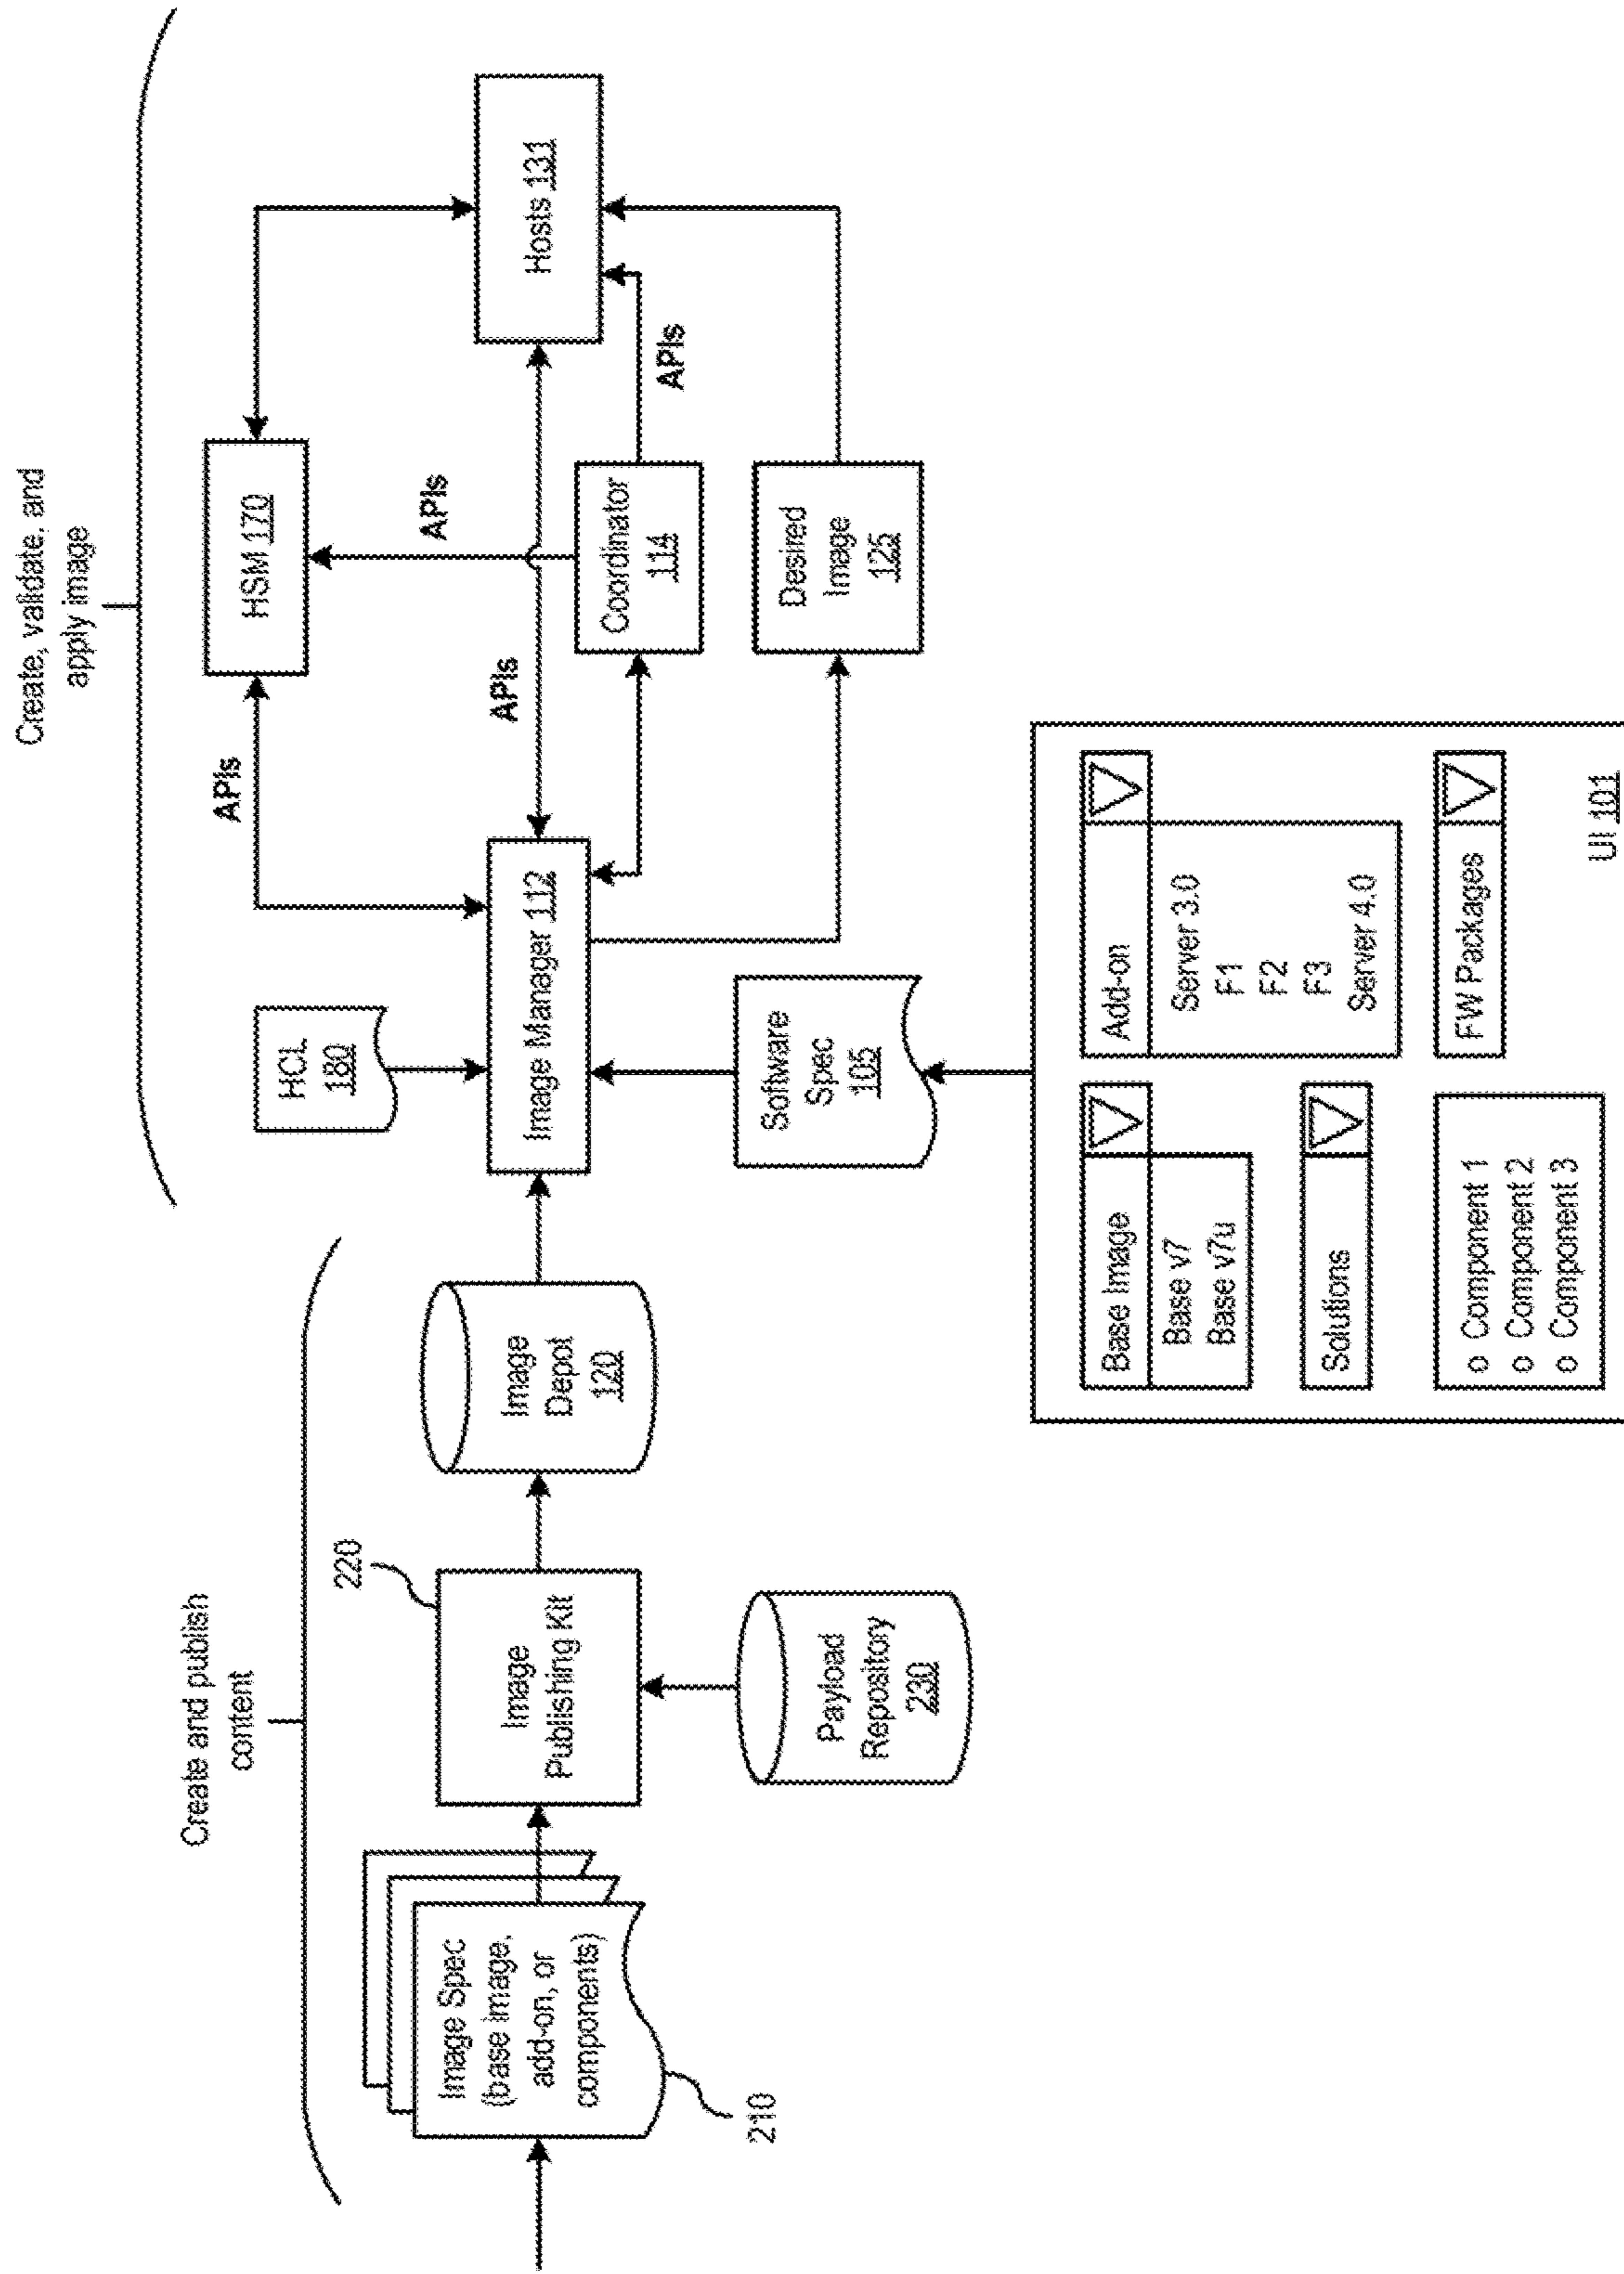 Create and publish
content
Create, validate, and
apply image
Image Spec
(base image,
add-on, or
components)
210
Image
Publishing Kit
220
Payload
Repository
230
Image
Depot
120
HCL
180
Image Manager 112
Software
Spec
105
APIs
HSM 170
APIs
APIs
Coordinator
114
APIs
Hosts 131
Desired
Image
125
Base Image
Base v7
Base v7u
Add-on
Server 3.0
F1
F2
F3
Server 4.0
Solutions
FW Packages
o Component 1
o Component 2
o Component 3
UI 101